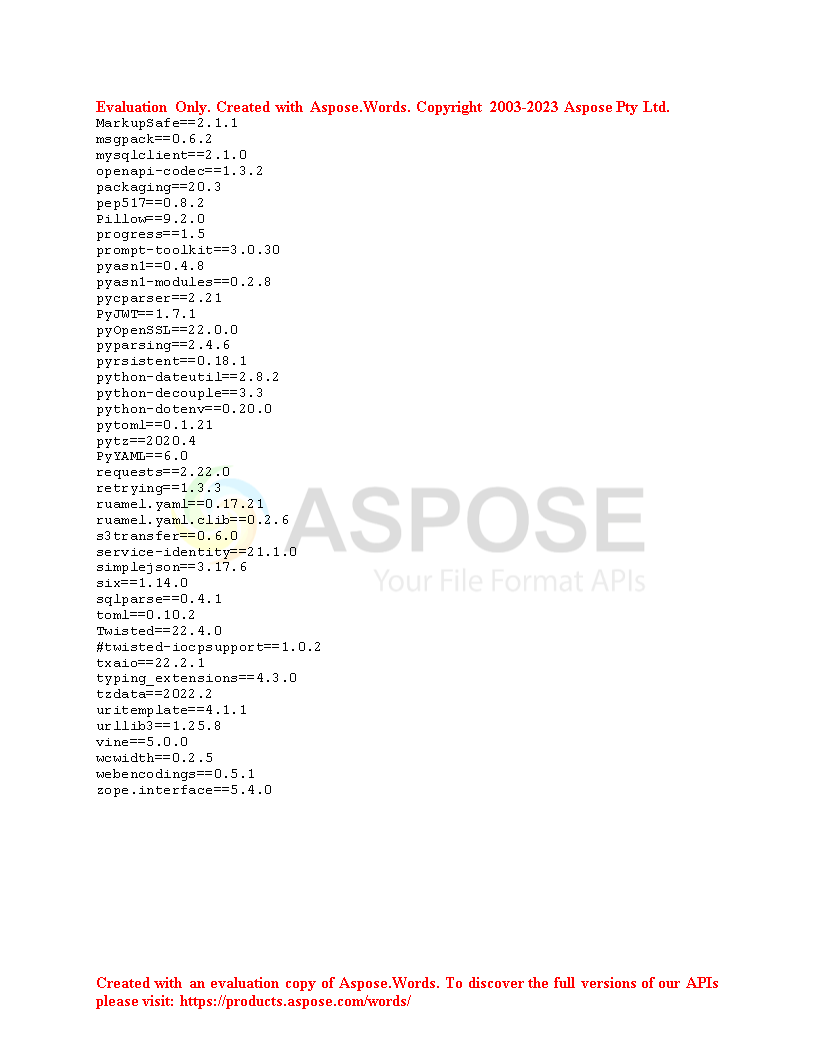 Evaluation Only. Created with Aspose.Words. Copyright 2003-2023 Aspose Pty Ltd.
MarkupSafe==2.1.1
msgpack==0.6.2
mysqlclient==2.1.0
openapi-codec==1.3.2
packaging==20.3
pep517==0.8.2
Pillow==9.2.0
progress==1.5
prompt-toolkit==3.0.30
pyasn1==0.4.8
pyasn1-modules==0.2.8
pycparser==2.21
PyJWT==1.7.1
pyOpenSSL==22.0.0
pyparsing==2.4.6
pyrsistent==0.18.1
python-dateutil==2.8.2
python-decouple==3.3
python-dotenv==0.20.0
pytoml==0.1.21
pytz==2020.4
PyYAML==6.0
requests==2.22.0
retrying==1.3.3
ruamel.yaml==0.17.21
ruamel.yaml.clib==0.2.6
s3transfer==0.6.0
service-identity==21.1.0
simplejson==3.17.6
six==1.14.0
sqlparse==0.4.1
toml==0.10.2
Twisted==22.4.0
#twisted-iocpsupport==1.0.2
txaio==22.2.1
typing_extensions==4.3.0
tzdata==2022.2
uritemplate==4.1.1
urllib3==1.25.8
vine==5.0.0
wcwidth==0.2.5
webencodings==0.5.1
zope.interface==5.4.0
ASPOSE
Your File Format APIs
Created with an evaluation copy of Aspose.Words. To discover the full versions of our APIs
please visit: https://products.aspose.com/words/